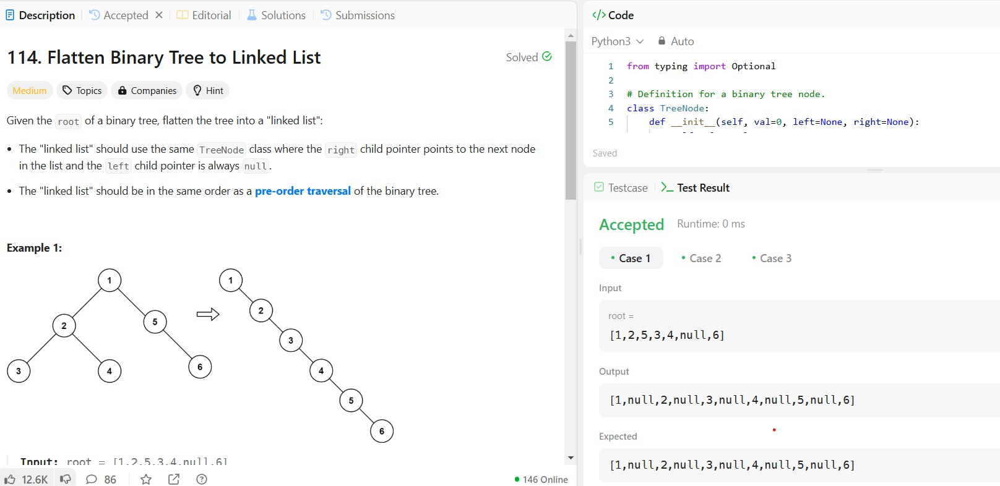 Description
Accepted
Editorial
Solutions
Submissions
114. Flatten Binary Tree to Linked List
Solved
Medium
Topics
Companies
Hint
Given the root of a binary tree, flatten the tree into a "linked list":
• The "linked list" should use the same TreeNode class where the right child pointer points to the next node
in the list and the left child pointer is always null.
• The "linked list" should be in the same order as a pre-order traversal of the binary tree.
Example 1:
1
2
5
3
4
6
1
2
3
4
5
6
Input: root = [1,2,5,3,4,null,6]
12.6K
86
146 Online
</> Code
Python3
Auto
1 from typing import Optional
2
3 # Definition for a binary tree node.
4 class TreeNode:
5 def __init__(self, val=0, left=None, right=None):
Saved
Testcase
Test Result
Accepted
Runtime: 0 ms
• Case 1
• Case 2
• Case 3
Input
root =
[1,2,5,3,4,null,6]
Output
[1,null,2,null,3,null,4,null,5,null,6]
Expected
[1,null,2,null,3,null,4,null,5,null,6]